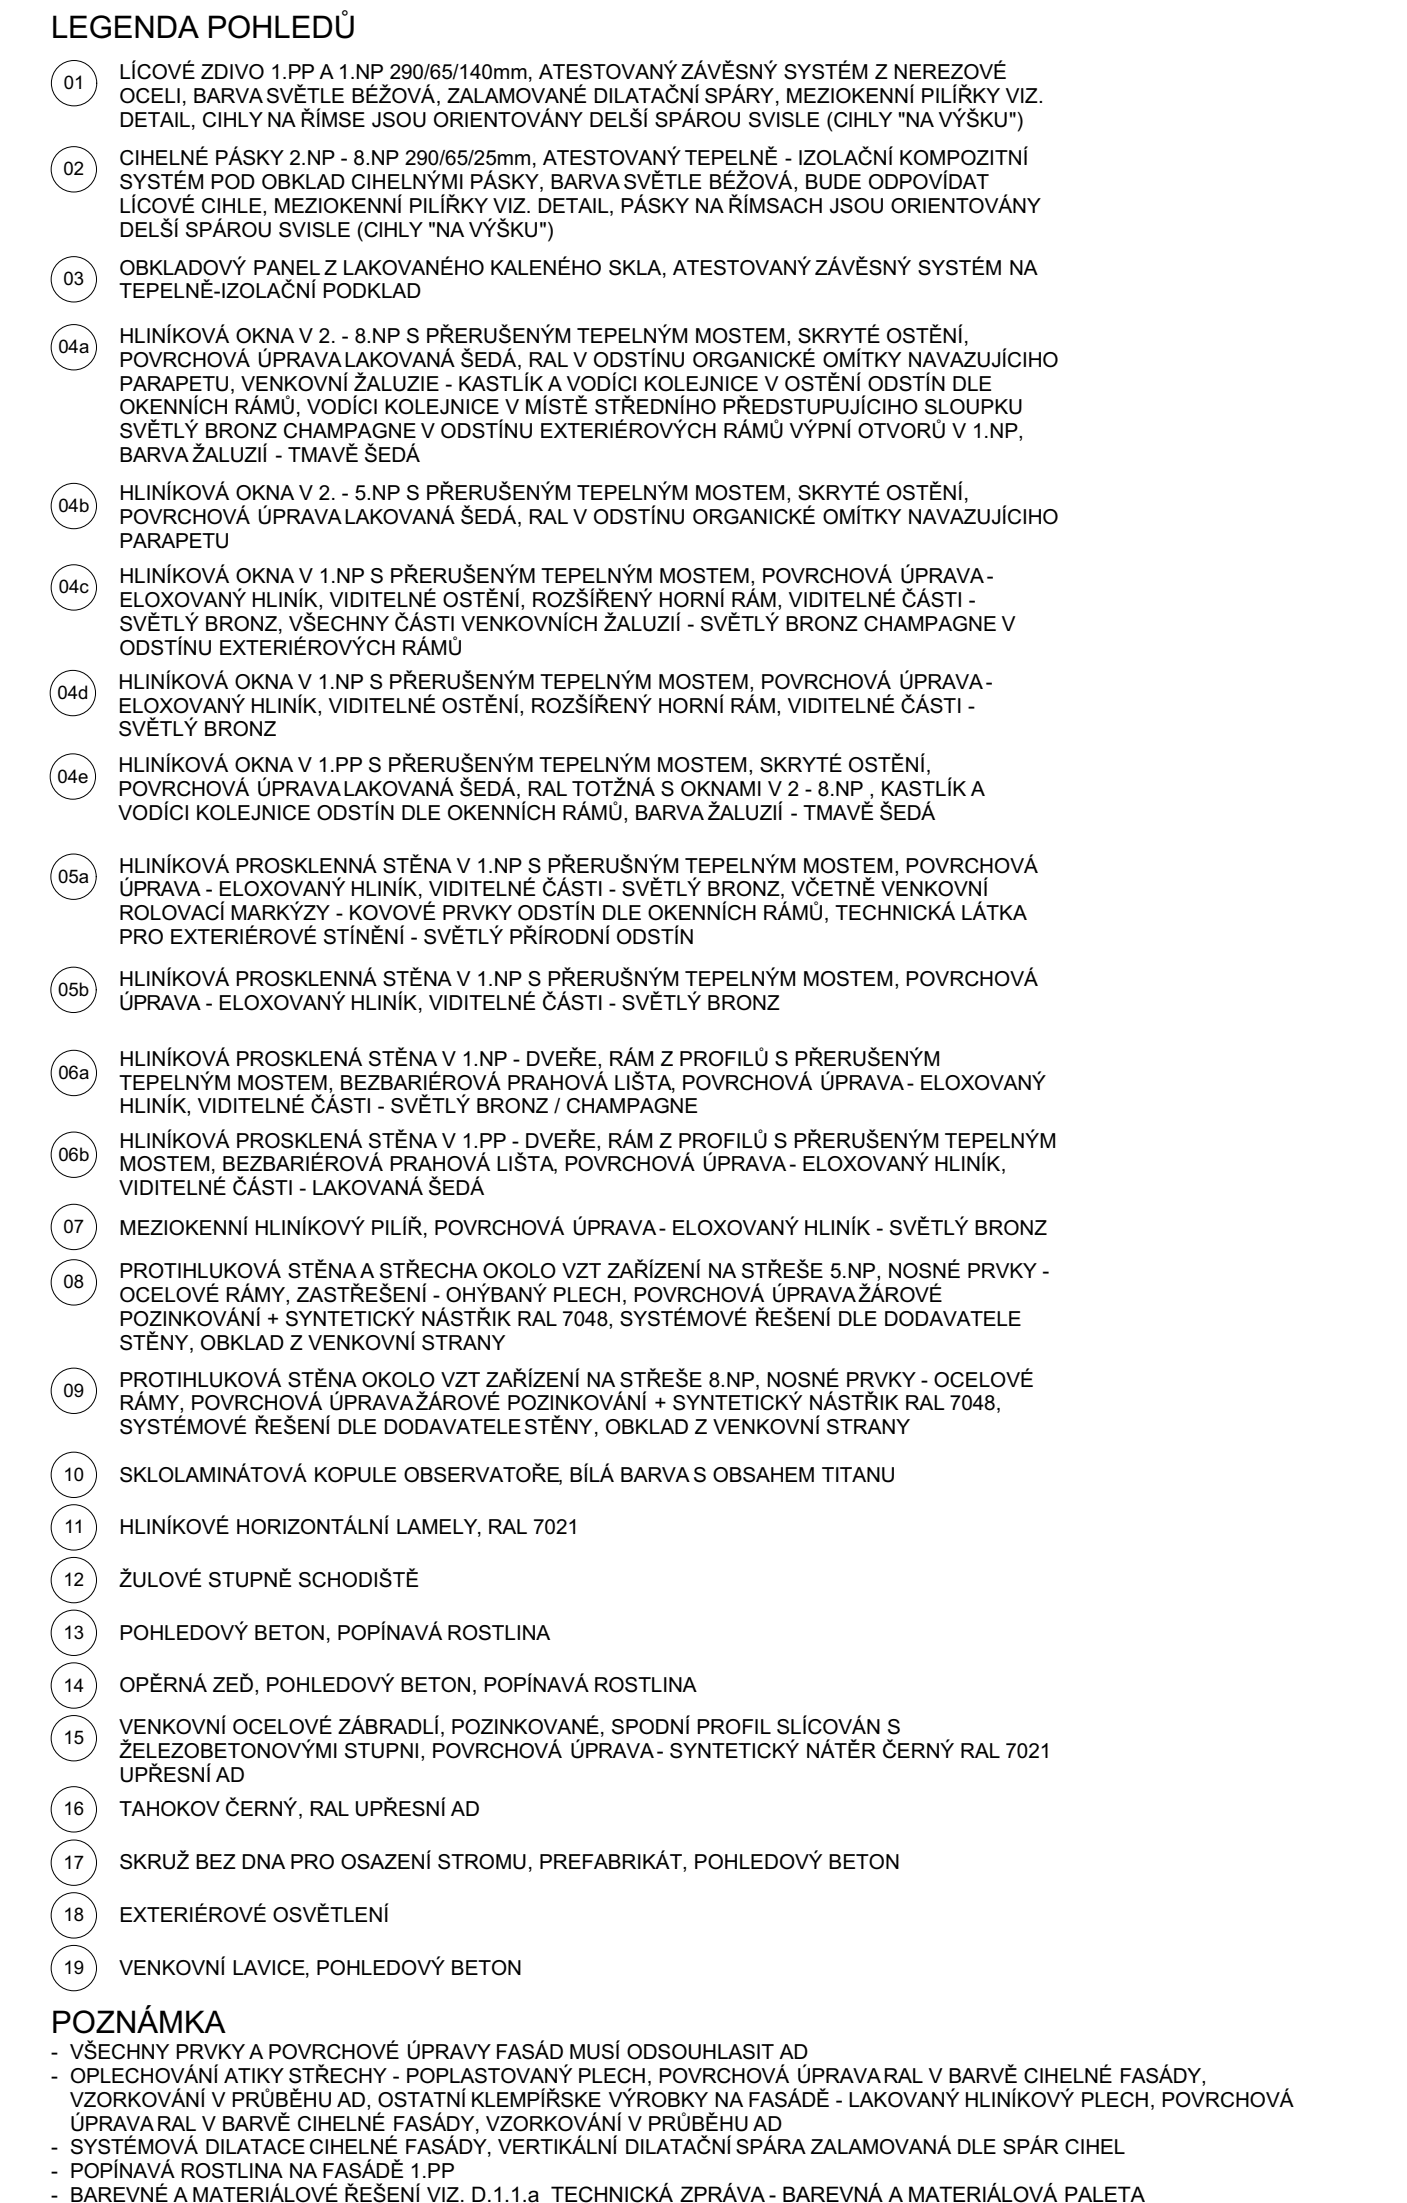 LEGENDA POHLEDŮ
01 LÍCOVÉ ZDIVO 1.PP A 1.NP 290/65/140mm, ATESTOVANÝ ZÁVĚSNÝ SYSTÉM Z NEREZOVÉ
OCELI, BARVA SVĚTLE BÉŽOVÁ, ZALAMOVANÉ DILATAČNÍ SPÁRY, MEZIOKENNÍ PILÍŘKY VIZ.
DETAIL, CIHLY NA ŘÍMSE JSOU ORIENTOVÁNY DELŠÍ SPÁROU SVISLE (CIHLY "NA VÝŠKU")
02 CIHELNÉ PÁSKY 2.NP - 8.NP 290/65/25mm, ATESTOVANÝ TEPELNĚ - IZOLAČNÍ KOMPOZITNÍ
SYSTÉM POD OBKLAD CIHELNÝMI PÁSKY, BARVA SVĚTLE BÉŽOVÁ, BUDE ODPOVÍDAT
LÍCOVÉ CIHLE, MEZIOKENNÍ PILÍŘKY VIZ. DETAIL, PÁSKY NA ŘÍMSACH JSOU ORIENTOVÁNY
DELŠÍ SPÁROU SVISLE (CIHLY "NA VÝŠKU")
03 OBKLADOVÝ PANEL Z LAKOVANÉHO KALENÉHO SKLA, ATESTOVANÝ ZÁVĚSNÝ SYSTÉM NA
TEPELNĚ-IZOLAČNÍ PODKLAD
04a HLINÍKOVÁ OKNA V 2. - 8.NP S PŘERUŠENÝM TEPELNÝM MOSTEM, SKRYTÉ OSTĚNÍ,
POVRCHOVÁ ÚPRAVA LAKOVANÁ ŠEDÁ, RAL V ODSTÍNU ORGANICKÉ OMÍTKY NAVAZUJÍCIHO
PARAPETU, VENKOVNÍ ŽALUZIE - KASTLÍK A VODÍCI KOLEJNICE V OSTĚNÍ ODSTÍN DLE
OKENNÍCH RÁMŮ, VODÍCI KOLEJNICE V MÍSTĚ STŘEDNÍHO PŘEDSTUPUJÍCIHO SLOUPKU
SVĚTLÝ BRONZ CHAMPAGNE V ODSTÍNU EXTERIÉROVÝCH RÁMŮ VÝPNÍ OTVORŮ V 1.NP,
BARVA ŽALUZIÍ - TMAVĚ ŠEDÁ
04b HLINÍKOVÁ OKNA V 2. - 5.NP S PŘERUŠENÝM TEPELNÝM MOSTEM, SKRYTÉ OSTĚNÍ,
POVRCHOVÁ ÚPRAVA LAKOVANÁ ŠEDÁ, RAL V ODSTÍNU ORGANICKÉ OMÍTKY NAVAZUJÍCIHO
PARAPETU
04c HLINÍKOVÁ OKNA V 1.NP S PŘERUŠENÝM TEPELNÝM MOSTEM, POVRCHOVÁ ÚPRAVA -
ELOXOVANÝ HLINÍK, VIDITELNÉ OSTĚNÍ, ROZŠÍŘENÝ HORNÍ RÁM, VIDITELNÉ ČÁSTI -
SVĚTLÝ BRONZ, VŠECHNY ČÁSTI VENKOVNÍCH ŽALUZIÍ - SVĚTLÝ BRONZ CHAMPAGNE V
ODSTÍNU EXTERIÉROVÝCH RÁMŮ
04d HLINÍKOVÁ OKNA V 1.NP S PŘERUŠENÝM TEPELNÝM MOSTEM, POVRCHOVÁ ÚPRAVA -
ELOXOVANÝ HLINÍK, VIDITELNÉ OSTĚNÍ, ROZŠÍŘENÝ HORNÍ RÁM, VIDITELNÉ ČÁSTI -
SVĚTLÝ BRONZ
04e HLINÍKOVÁ OKNA V 1.PP S PŘERUŠENÝM TEPELNÝM MOSTEM, SKRYTÉ OSTĚNÍ,
POVRCHOVÁ ÚPRAVA LAKOVANÁ ŠEDÁ, RAL TOTŽNÁ S OKNAMI V 2 - 8.NP , KASTLÍK A
VODÍCI KOLEJNICE ODSTÍN DLE OKENNÍCH RÁMŮ, BARVA ŽALUZIÍ - TMAVĚ ŠEDÁ
05a HLINÍKOVÁ PROSKLENNÁ STĚNA V 1.NP S PŘERUŠNÝM TEPELNÝM MOSTEM, POVRCHOVÁ
ÚPRAVA - ELOXOVANÝ HLINÍK, VIDITELNÉ ČÁSTI - SVĚTLÝ BRONZ, VČETNĚ VENKOVNÍ
ROLOVACÍ MARKÝZY - KOVOVÉ PRVKY ODSTÍN DLE OKENNÍCH RÁMŮ, TECHNICKÁ LÁTKA
PRO EXTERIÉROVÉ STÍNĚNÍ - SVĚTLÝ PŘÍRODNÍ ODSTÍN
05b HLINÍKOVÁ PROSKLENNÁ STĚNA V 1.NP S PŘERUŠNÝM TEPELNÝM MOSTEM, POVRCHOVÁ
ÚPRAVA - ELOXOVANÝ HLINÍK, VIDITELNÉ ČÁSTI - SVĚTLÝ BRONZ
06a HLINÍKOVÁ PROSKLENÁ STĚNA V 1.NP - DVEŘE, RÁM Z PROFILŮ S PŘERUŠENÝM
TEPELNÝM MOSTEM, BEZBARIÉROVÁ PRAHOVÁ LIŠTA, POVRCHOVÁ ÚPRAVA - ELOXOVANÝ
HLINÍK, VIDITELNÉ ČÁSTI - SVĚTLÝ BRONZ / CHAMPAGNE
06b HLINÍKOVÁ PROSKLENÁ STĚNA V 1.PP - DVEŘE, RÁM Z PROFILŮ S PŘERUŠENÝM TEPELNÝM
MOSTEM, BEZBARIÉROVÁ PRAHOVÁ LIŠTA, POVRCHOVÁ ÚPRAVA - ELOXOVANÝ HLINÍK,
VIDITELNÉ ČÁSTI - LAKOVANÁ ŠEDÁ
07 MEZIOKENNÍ HLINÍKOVÝ PILÍŘ, POVRCHOVÁ ÚPRAVA - ELOXOVANÝ HLINÍK - SVĚTLÝ BRONZ
08 PROTIHLUKOVÁ STĚNA A STŘECHA OKOLO VZT ZAŘÍZENÍ NA STŘEŠE 5.NP, NOSNÉ PRVKY -
OCELOVÉ RÁMY, ZASTŘEŠENÍ - OHÝBANÝ PLECH, POVRCHOVÁ ÚPRAVA ŽÁROVÉ
POZINKOVÁNÍ + SYNTETICKÝ NÁSTŘIK RAL 7048, SYSTÉMOVÉ ŘEŠENÍ DLE DODAVATELE
STĚNY, OBKLAD Z VENKOVNÍ STRANY
09 PROTIHLUKOVÁ STĚNA OKOLO VZT ZAŘÍZENÍ NA STŘEŠE 8.NP, NOSNÉ PRVKY - OCELOVÉ
RÁMY, POVRCHOVÁ ÚPRAVA ŽÁROVÉ POZINKOVÁNÍ + SYNTETICKÝ NÁSTŘIK RAL 7048,
SYSTÉMOVÉ ŘEŠENÍ DLE DODAVATELE STĚNY, OBKLAD Z VENKOVNÍ STRANY
10 SKLOLAMINÁTOVÁ KOPULE OBSERVATOŘE, BÍLÁ BARVA S OBSAHEM TITANU
11 HLINÍKOVÉ HORIZONTÁLNÍ LAMELY, RAL 7021
12 ŽULOVÉ STUPNĚ SCHODIŠTĚ
13 POHLEDOVÝ BETON, POPÍNAVÁ ROSTLINA
14 OPĚRNÁ ZEĎ, POHLEDOVÝ BETON, POPÍNAVÁ ROSTLINA
15 VENKOVNÍ OCELOVÉ ZÁBRADLÍ, POZINKOVANÉ, SPODNÍ PROFIL SLÍCOVÁN S
ŽELEZOBETONOVÝMI STUPNI, POVRCHOVÁ ÚPRAVA - SYNTETICKÝ NÁTĚR ČERNÝ RAL 7021
UPŘESNÍ AD
16 TAHOKOV ČERNÝ, RAL UPŘESNÍ AD
17 SKRUŽ BEZ DNA PRO OSAZENÍ STROMU, PREFABRIKÁT, POHLEDOVÝ BETON
18 EXTERIÉROVÉ OSVĚTLENÍ
19 VENKOVNÍ LAVICE, POHLEDOVÝ BETON
POZNÁMKA
- VŠECHNY PRVKY A POVRCHOVÉ ÚPRAVY FASÁD MUSÍ ODSOUHLASIT AD
- OPLECHOVÁNÍ ATIKY STŘECHY - POPLASTOVANÝ PLECH, POVRCHOVÁ ÚPRAVA RAL V BARVĚ CIHELNÉ FASÁDY,
VZORKOVÁNÍ V PRŮBĚHU AD, OSTATNÍ KLEMPÍŘSKE VÝROBKY NA FASÁDĚ - LAKOVANÝ HLINÍKOVÝ PLECH, POVRCHOVÁ
ÚPRAVA RAL V BARVĚ CIHELNÉ FASÁDY, VZORKOVÁNÍ V PRŮBĚHU AD
- SYSTÉMOVÁ DILATACE CIHELNÉ FASÁDY, VERTIKÁLNÍ DILATAČNÍ SPÁRA ZALAMOVANÁ DLE SPÁR CIHEL
- POPÍNAVÁ ROSTLINA NA FASÁDĚ 1.PP
- BAREVNÉ A MATERIÁLOVÉ ŘEŠENÍ VIZ. D.1.1.a TECHNICKÁ ZPRÁVA - BAREVNÁ A MATERIÁLOVÁ PALETA